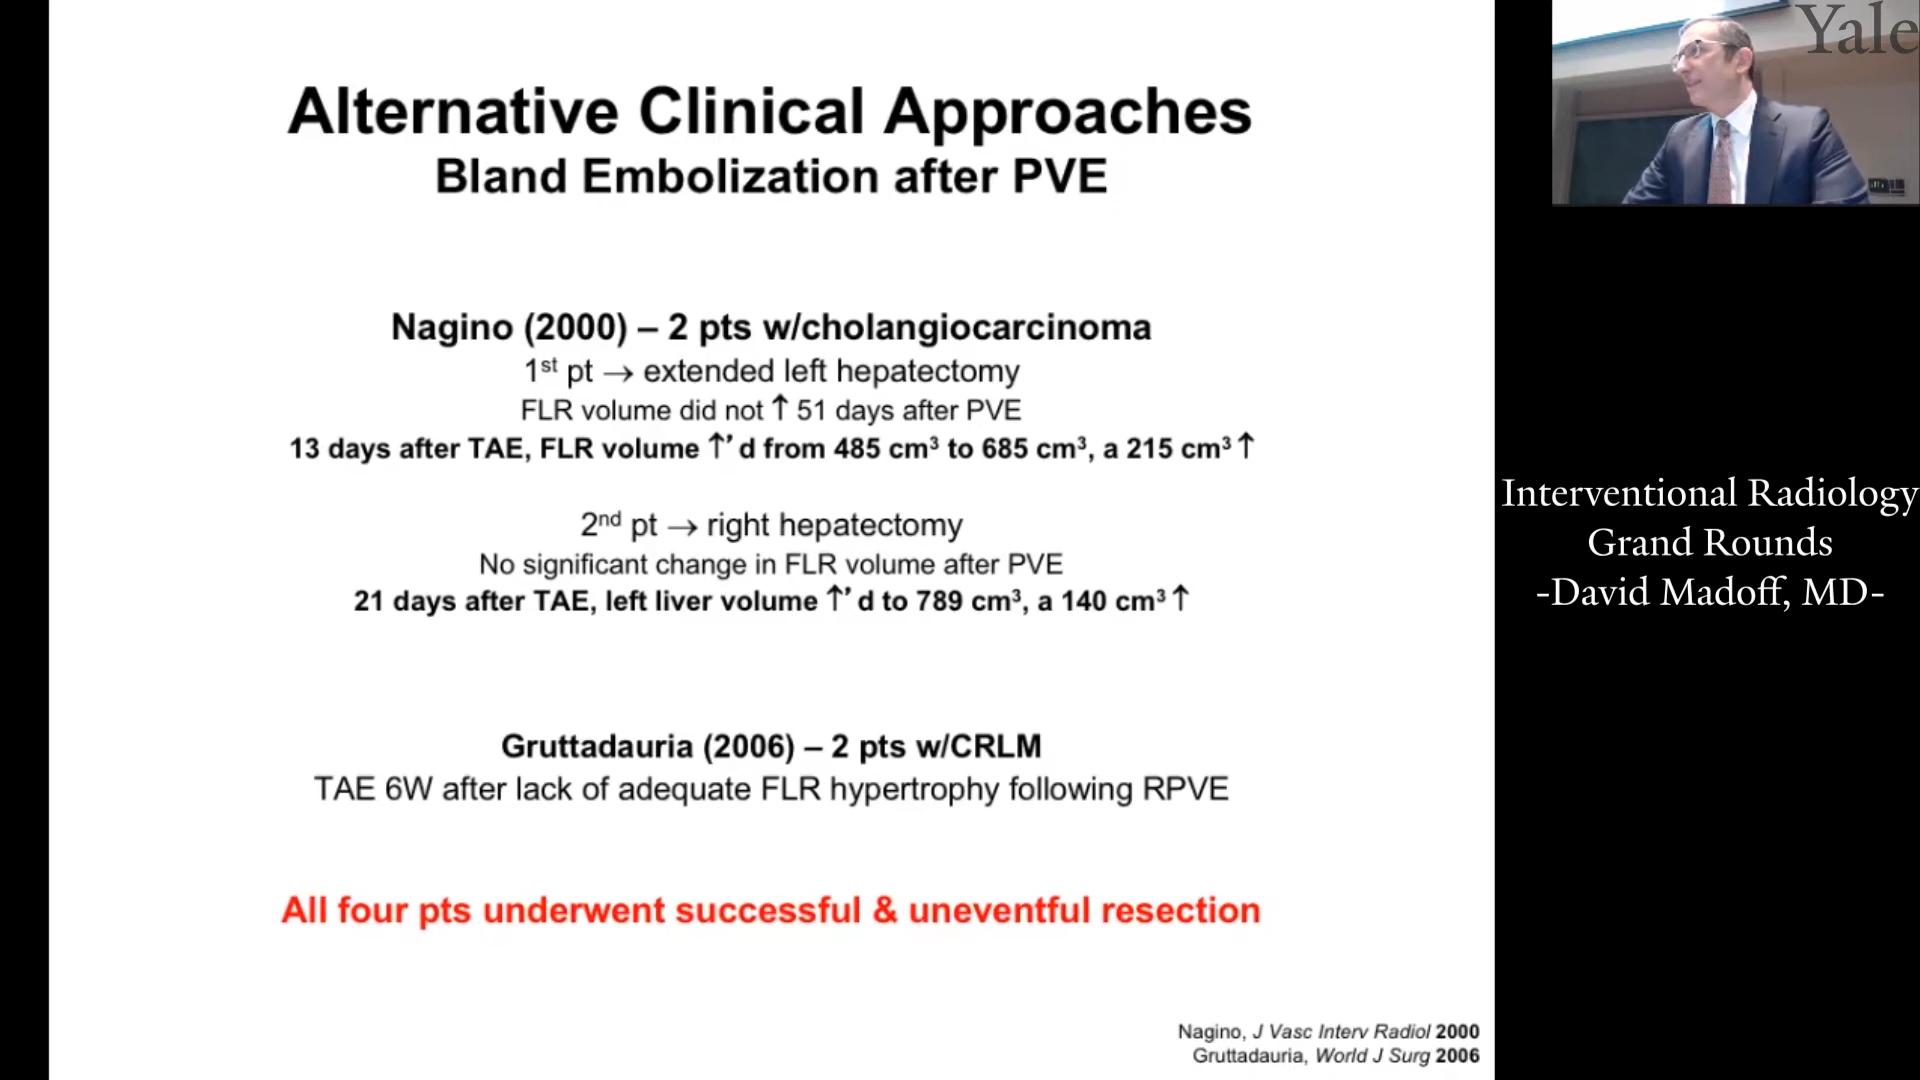 Alternative Clinical Approaches
Bland Embolization after PVE
Nagino (2000) – 2 pts w/cholangiocarcinoma
1st pt → extended left hepatectomy
FLR volume did not ↑ 51 days after PVE
13 days after TAE, FLR volume ↑’ d from 485 cm³ to 685 cm³, a 215 cm³ ↑
2nd pt → right hepatectomy
No significant change in FLR volume after PVE
21 days after TAE, left liver volume ↑’ d to 789 cm³, a 140 cm³ ↑
Gruttadauria (2006) – 2 pts w/CRLM
TAE 6W after lack of adequate FLR hypertrophy following RPVE
All four pts underwent successful & uneventful resection
Nagino, J Vasc Interv Radiol 2000
Gruttadauria, World J Surg 2006
Yale
Interventional Radiology
Grand Rounds
-David Madoff, MD-